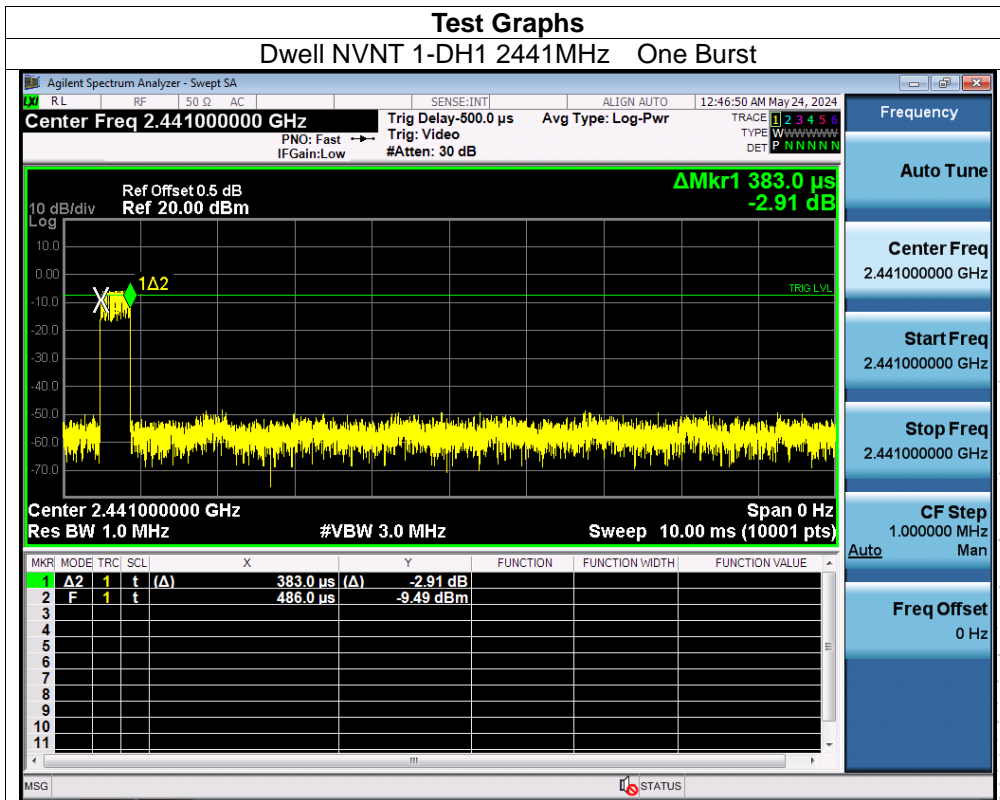 Test Graphs
Dwell NVNT 1-DH1 2441MHz One Burst
Agilent Spectrum Analyzer - Swept SA
LXI RL RF 50 Ω AC SENSE:INT ALIGN AUTO 12:46:50 AM May 24, 2024
Center Freq 2.441000000 GHz Trig Delay-500.0 µs Avg Type: Log-Pwr TRACE 1 2 3 4 5 6
PNO: Fast Trig: Video TYPE WWWWWWW
IFGain:Low #Atten: 30 dB DET P N N N N N
ΔMkr1 383.0 µs
-2.91 dB
Ref Offset 0.5 dB
10 dB/div Ref 20.00 dBm
Log
10.0
0.00
1Δ2
TRIG LVL
-10.0
-20.0
-30.0
-40.0
-50.0
-60.0
-70.0
Center 2.441000000 GHz Span 0 Hz
Res BW 1.0 MHz #VBW 3.0 MHz Sweep 10.00 ms (10001 pts)
MKR MODE TRC SCL X Y FUNCTION FUNCTION WIDTH FUNCTION VALUE
1 Δ2 1 t (Δ) 383.0 µs (Δ) -2.91 dB
2 F 1 t 486.0 µs -9.49 dBm
3
4
5
6
7
8
9
10
11
MSG STATUS
Frequency
Auto Tune
Center Freq
2.441000000 GHz
Start Freq
2.441000000 GHz
Stop Freq
2.441000000 GHz
CF Step
1.000000 MHz
Auto Man
Freq Offset
0 Hz